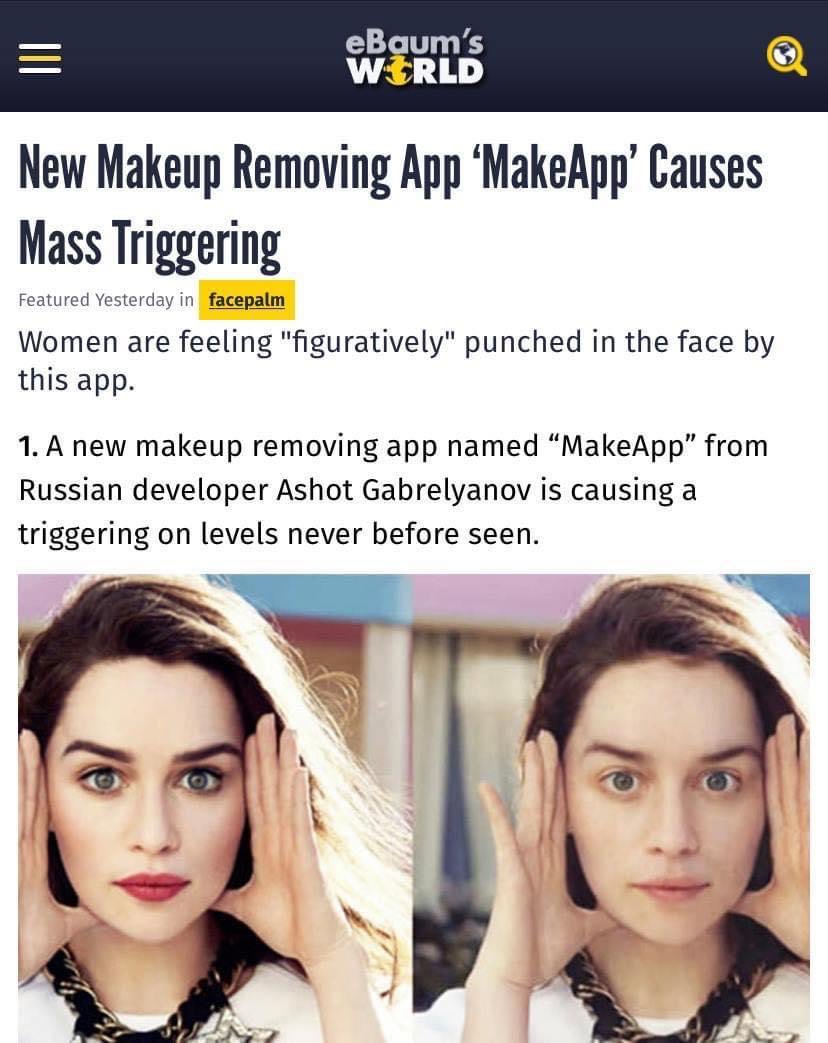 eBaum's
WORLD
New Makeup Removing App ‘MakeApp’ Causes
Mass Triggering
Featured Yesterday in facepalm
Women are feeling "figuratively" punched in the face by
this app.
1. A new makeup removing app named “MakeApp” from
Russian developer Ashot Gabrelyanov is causing a
triggering on levels never before seen.